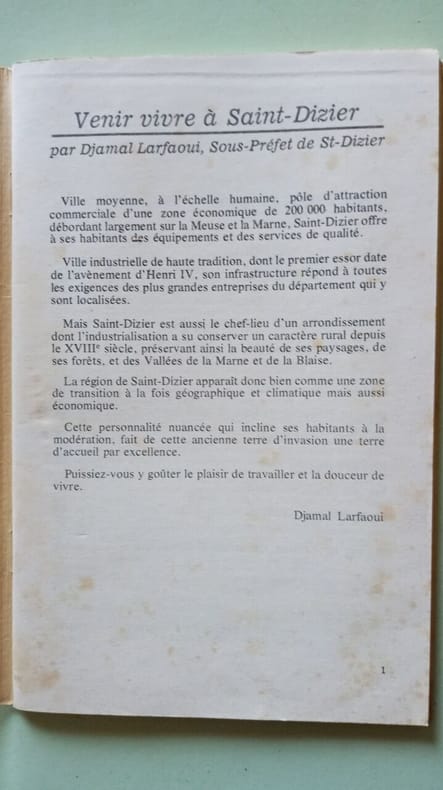 Venir vivre à Saint-Dizier
par Djamal Larfaoui, Sous-Préfet de St-Dizier
Ville moyenne, à l'échelle humaine, pôle d'attraction
commerciale d'une zone économique de 200 000 habitants,
débordant largement sur la Meuse et la Marne, Saint-Dizier offre
à ses habitants des équipements et des services de qualité.
Ville industrielle de haute tradition, dont le premier essor date
de l'avènement d'Henri IV, son infrastructure répond à toutes
les exigences des plus grandes entreprises du département qui y
sont localisées.
Mais Saint-Dizier est aussi le chef-lieu d'un arrondissement
dont l'industrialisation a su conserver un caractère rural depuis
le XVIIIe siècle, préservant ainsi la beauté de ses paysages, de
ses forêts, et des Vallées de la Marne et de la Blaise.
La région de Saint-Dizier apparaît donc bien comme une zone
de transition à la fois géographique et climatique mais aussi
économique.
Cette personnalité nuancée qui incline ses habitants à la
modération, fait de cette ancienne terre d'invasion une terre
d'accueil par excellence.
Puissiez-vous y goûter le plaisir de travailler et la douceur de
vivre.
Djamal Larfaoui
1